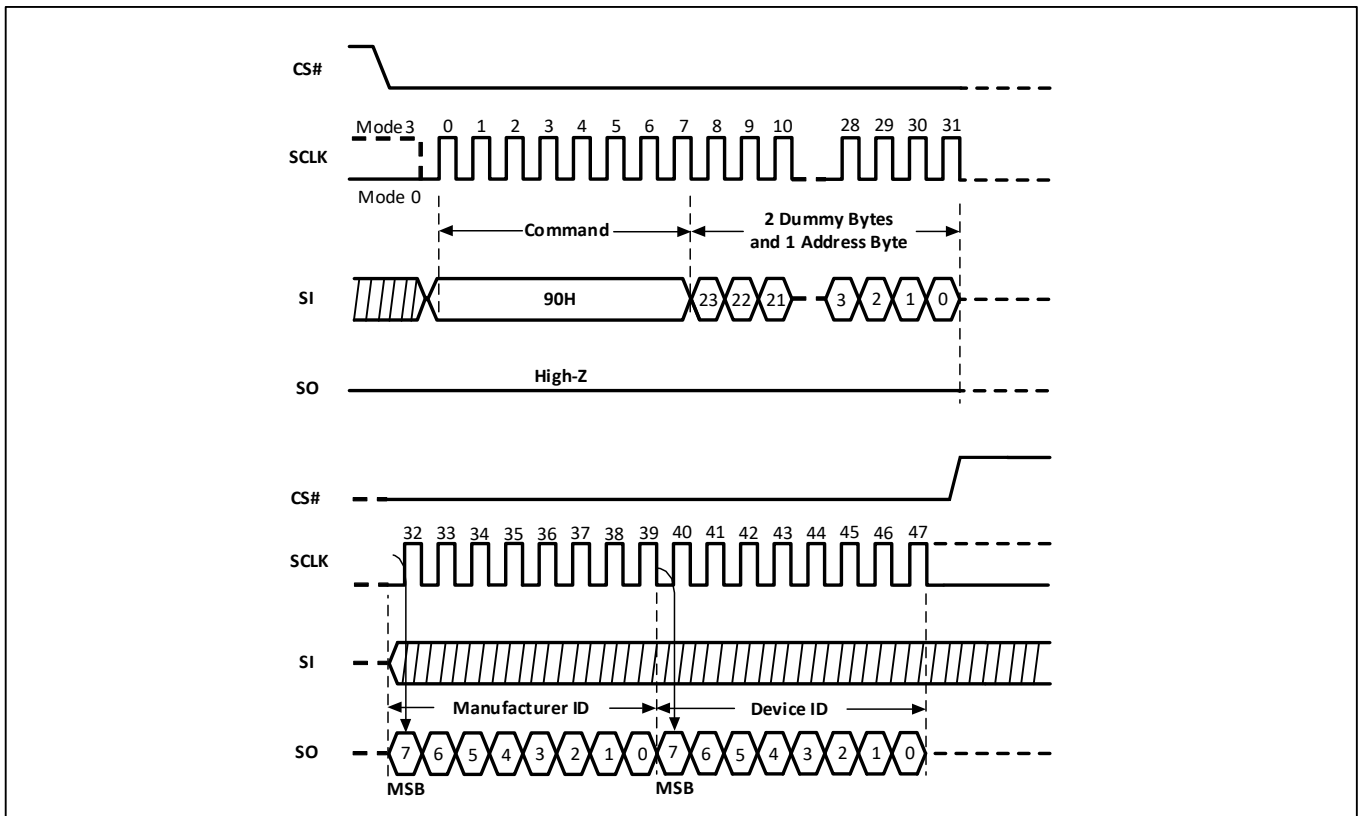 CS#
Mode 3 0 1 2 3 4 5 6 7 8 9 10 28 29 30 31
SCLK
Mode 0
Command
2 Dummy Bytes
and 1 Address Byte
SI 90H 23 22 21 3 2 1 0
High-Z
SO
CS#
32 33 34 35 36 37 38 39 40 41 42 43 44 45 46 47
SCLK
SI
Manufacturer ID Device ID
SO 7 6 5 4 3 2 1 0 7 6 5 4 3 2 1 0
MSB MSB